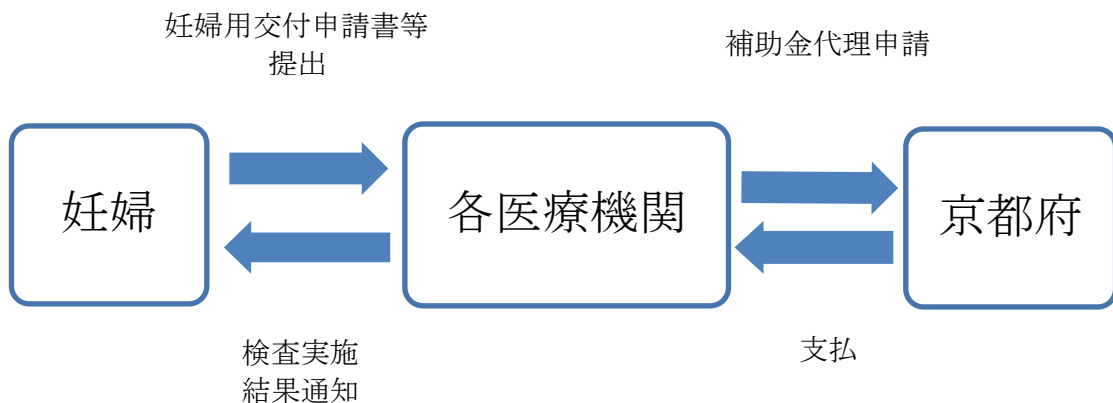 妊婦用交付申請書等
提出
補助金代理申請
妊婦
各医療機関
京都府
検査実施
結果通知
支払